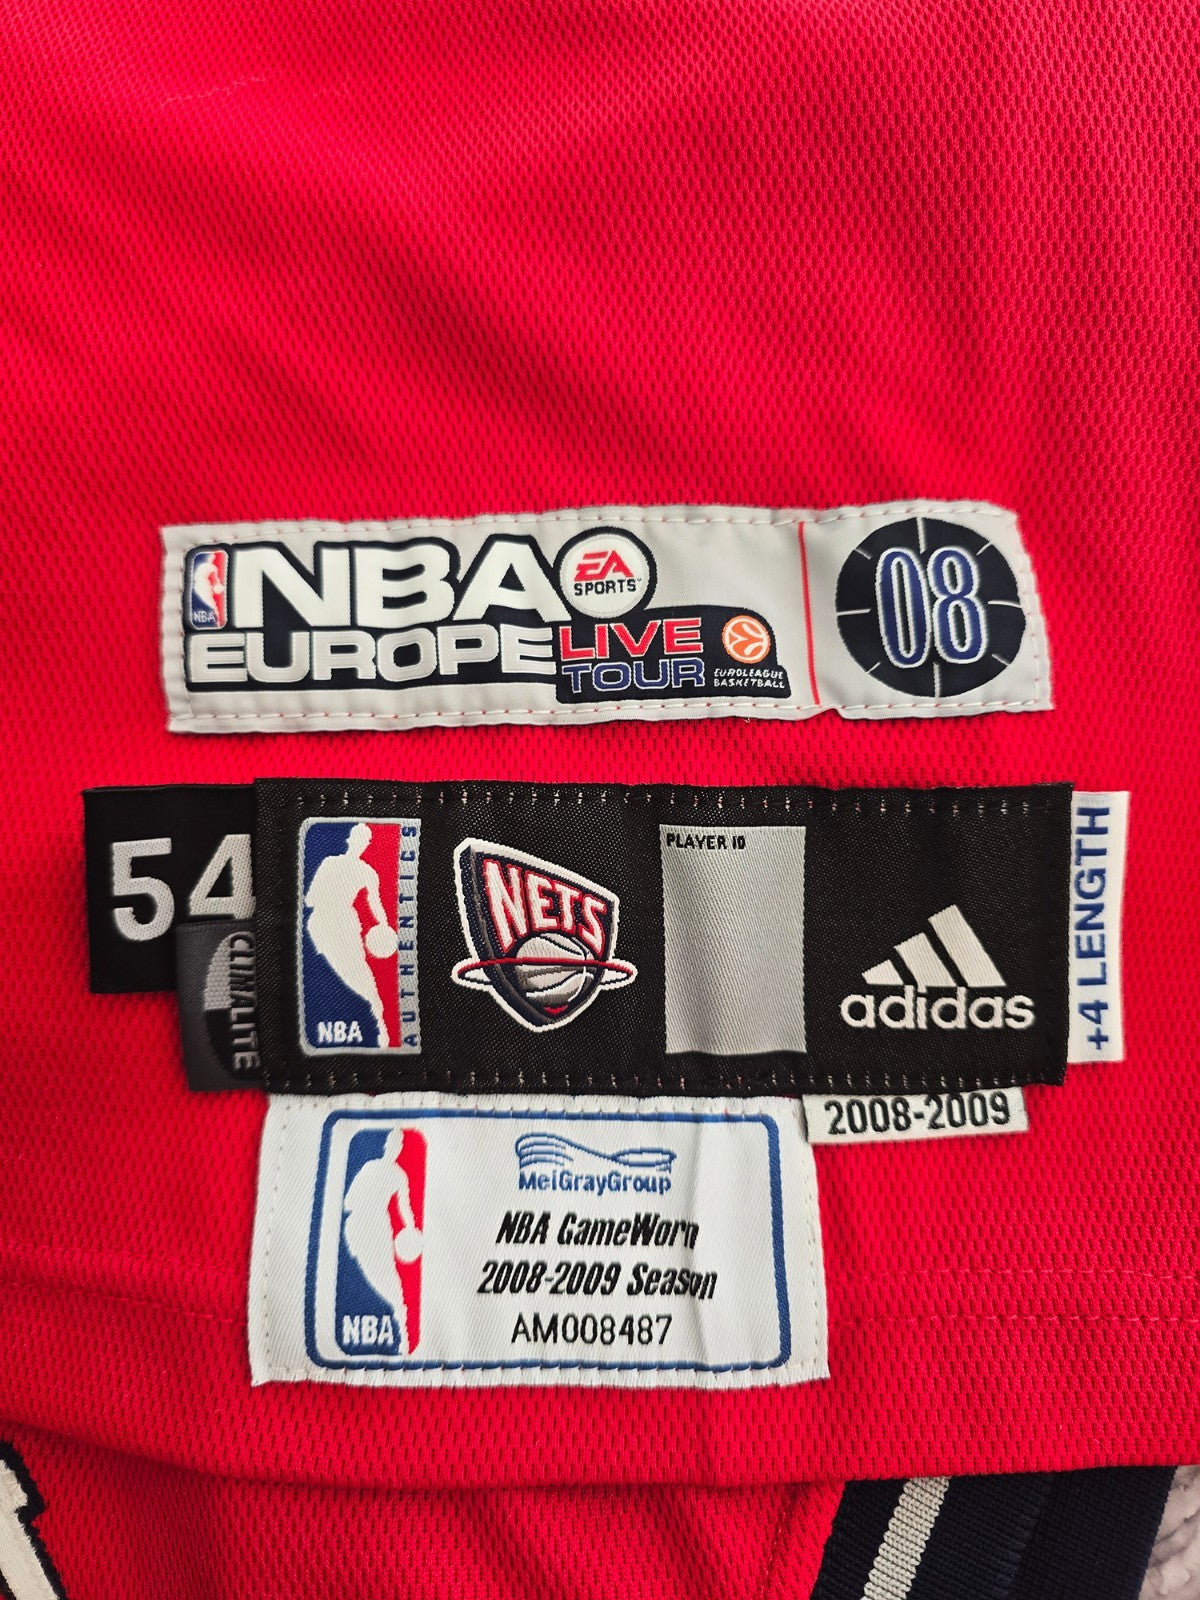 NBA
NBA
EA
SPORTS
EUROPE
LIVE
TOUR
EUROLEAGUE
BASKETBALL
08
54
CLIMALITE
NBA
AUTHENTICS
NETS
PLAYER ID
adidas
+4 LENGTH
2008-2009
MeiGrayGroup
NBA GameWorn
2008-2009 Season
AM008487
NBA